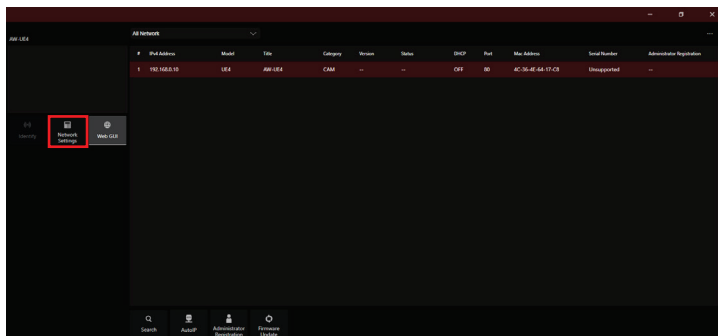 AW-UE4
All Network
# IPv4 Address Model Title Category Version Status DHCP Port Mac Address Serial Number Administrator Registration
1 192.168.0.10 UE4 AW-UE4 CAM -- -- OFF 80 4C-36-4E-64-17-C8 Unsupported --
Identify
Network
Settings
Web GUI
Search
AutoIP
Administrator
Registration
Firmware
Update